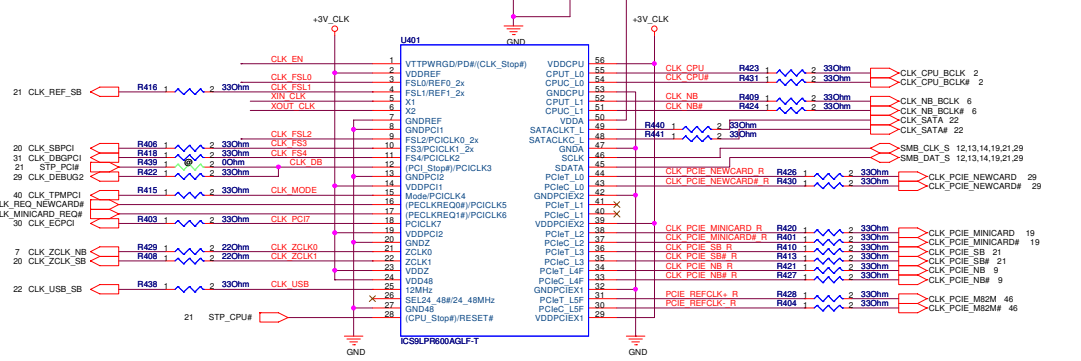 GND
+3V_CLK +3V_CLK
U401
CLK_EN 1 VTTPWRGD/PD#/(CLK_Stop#) VDDCPU 56
2 VDDREF CPUT_L0 55 CLK_CPU R423 1 2 33Ohm CLK_CPU_BCLK 2
CLK_FSL0 3 FSL0/REF0_2x CPUC_L0 54 CLK_CPU# R431 1 2 33Ohm CLK_CPU_BCLK# 2
21 CLK_REF_SB R416 1 2 33Ohm CLK_FSL1 4 FSL1/REF1_2x GNDCPU 53
XIN_CLK 5 X1 CPUT_L1 52 CLK_NB R409 1 2 33Ohm CLK_NB_BCLK 6
XOUT_CLK 6 X2 CPUC_L1 51 CLK_NB# R424 1 2 33Ohm CLK_NB_BCLK# 6
7 GNDREF VDDA 50 CLK_SATA 22
8 GNDPCI1 SATACLKT_L 49 R440 1 2 33Ohm CLK_SATA# 22
CLK_FSL2 9 FSL2/PCICLK0_2x SATACLKC_L 48 R441 1 2 33Ohm
20 CLK_SBPCI R406 1 2 33Ohm CLK_FS3 10 FS3/PCICLK1_2x GNDA 47 SMB_CLK_S 12,13,14,19,21,29
31 CLK_DBGPCI R418 1 2 33Ohm CLK_FS4 11 FS4/PCICLK2 SCLK 46 SMB_DAT_S 12,13,14,19,21,29
21 STP_PCI# R439 1 @ 2 0Ohm CLK_DB 12 (PCI_Stop#)/PCICLK3 SDATA 45
29 CLK_DEBUG2 R422 1 2 33Ohm 13 GNDPCI2 PCIeT_L0 44 CLK_PCIE_NEWCARD_R R426 1 2 33Ohm CLK_PCIE_NEWCARD 29
14 VDDPCI1 PCIeC_L0 43 CLK_PCIE_NEWCARD#_R R430 1 2 33Ohm CLK_PCIE_NEWCARD# 29
40 CLK_TPMPCI R415 1 2 33Ohm CLK_MODE 15 Mode/PCICLK4 GNDPCIEX2 42
LK_REQ_NEWCARD# 16 (PECLKREQ0#)/PCICLK5 PCIeT_L1 41
LK_MINICARD_REQ# 17 (PECLKREQ1#)/PCICLK6 PCIeC_L1 40
30 CLK_ECPCI R403 1 2 33Ohm CLK_PCI7 18 PCICLK7 VDDPCIEX2 39
19 VDDPCI2 PCIeT_L2 38 CLK_PCIE_MINICARD_R R420 1 2 33Ohm CLK_PCIE_MINICARD 19
20 GNDZ PCIeC_L2 37 CLK_PCIE_MINICARD#_R R401 1 2 33Ohm CLK_PCIE_MINICARD# 19
7 CLK_ZCLK_NB R429 1 2 22Ohm CLK_ZCLK0 21 ZCLK0 PCIeT_L3 36 CLK_PCIE_SB_R R410 1 2 33Ohm CLK_PCIE_SB 21
20 CLK_ZCLK_SB R408 1 2 22Ohm CLK_ZCLK1 22 ZCLK1 PCIeC_L3 35 CLK_PCIE_SB#_R R413 1 2 33Ohm CLK_PCIE_SB# 21
23 VDDZ PCIeT_L4F 34 CLK_PCIE_NB_R R421 1 2 33Ohm CLK_PCIE_NB 9
24 VDD48 PCIeC_L4F 33 CLK_PCIE_NB#_R R427 1 2 33Ohm CLK_PCIE_NB# 9
22 CLK_USB_SB R438 1 2 33Ohm CLK_USB 25 12MHz GNDPCIEX1 32
26 SEL24_48#/24_48MHz PCIeT_L5F 31 PCIE_REFCLK+_R R428 1 2 33Ohm CLK_PCIE_M82M 46
27 GND48 PCIeC_L5F 30 PCIE_REFCLK-_R R404 1 2 33Ohm CLK_PCIE_M82M# 46
21 STP_CPU# 28 (CPU_Stop#)/RESET# VDDPCIEX1 29
ICS9LPR600AGLF-T
GND GND